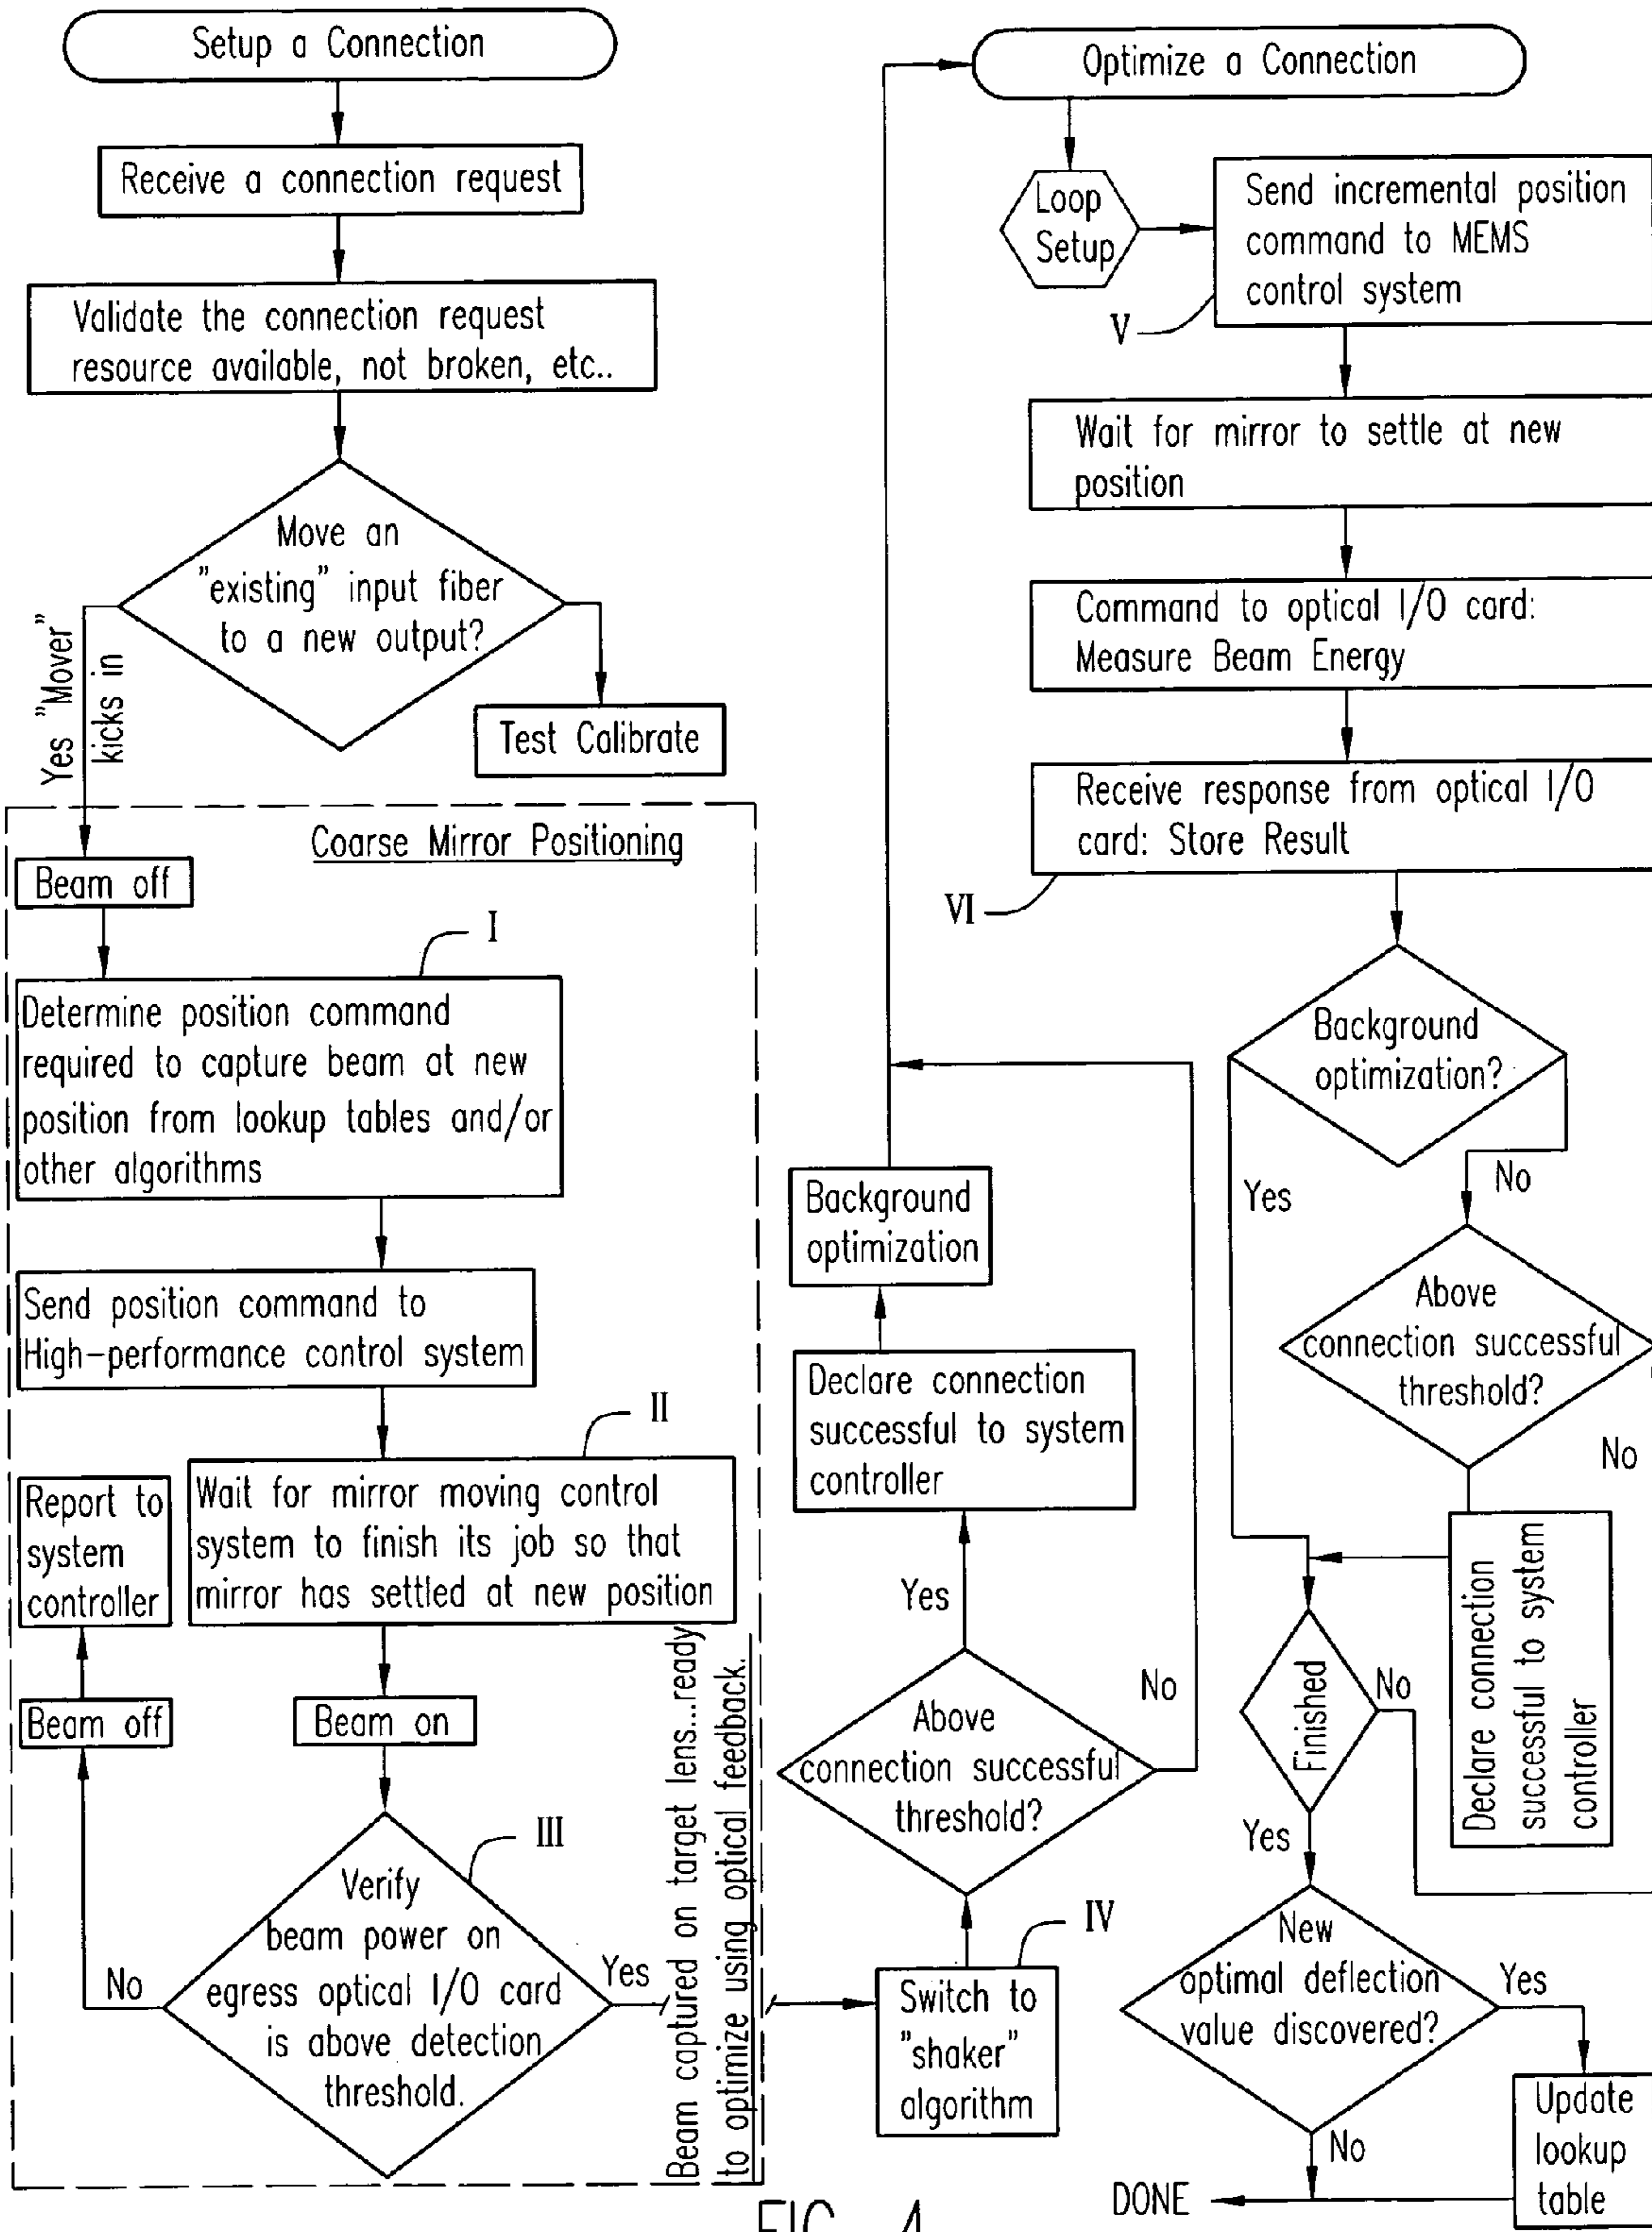 Setup a Connection
Receive a connection request
Validate the connection request
resource available, not broken, etc..
Move an
"existing" input fiber
to a new output?
Yes "Mover"
kicks in
Test Calibrate
Coarse Mirror Positioning
Beam off
I
Determine position command
required to capture beam at new
position from lookup tables and/or
other algorithms
Send position command to
High-performance control system
II
Report to
system
controller
Wait for mirror moving control
system to finish its job so that
mirror has settled at new position
Beam off
Beam on
III
Verify
beam power on
egress optical I/O card
is above detection
threshold.
No
Yes
Beam captured on target lens...ready
to optimize using optical feedback.
Optimize a Connection
Loop
Setup
Send incremental position
command to MEMS
control system
V
Wait for mirror to settle at new
position
Command to optical I/O card:
Measure Beam Energy
Receive response from optical I/O
card: Store Result
VI
Background
optimization?
Yes
No
Background
optimization
Above
connection successful
threshold?
No
Declare connection
successful to system
controller
Yes
Above
connection successful
threshold?
No
IV
Switch to
"shaker"
algorithm
Declare connection
successful to system
controller
Finished
No
Yes
New
optimal deflection
value discovered?
Yes
No
Update
lookup
table
DONE
FIG. 4